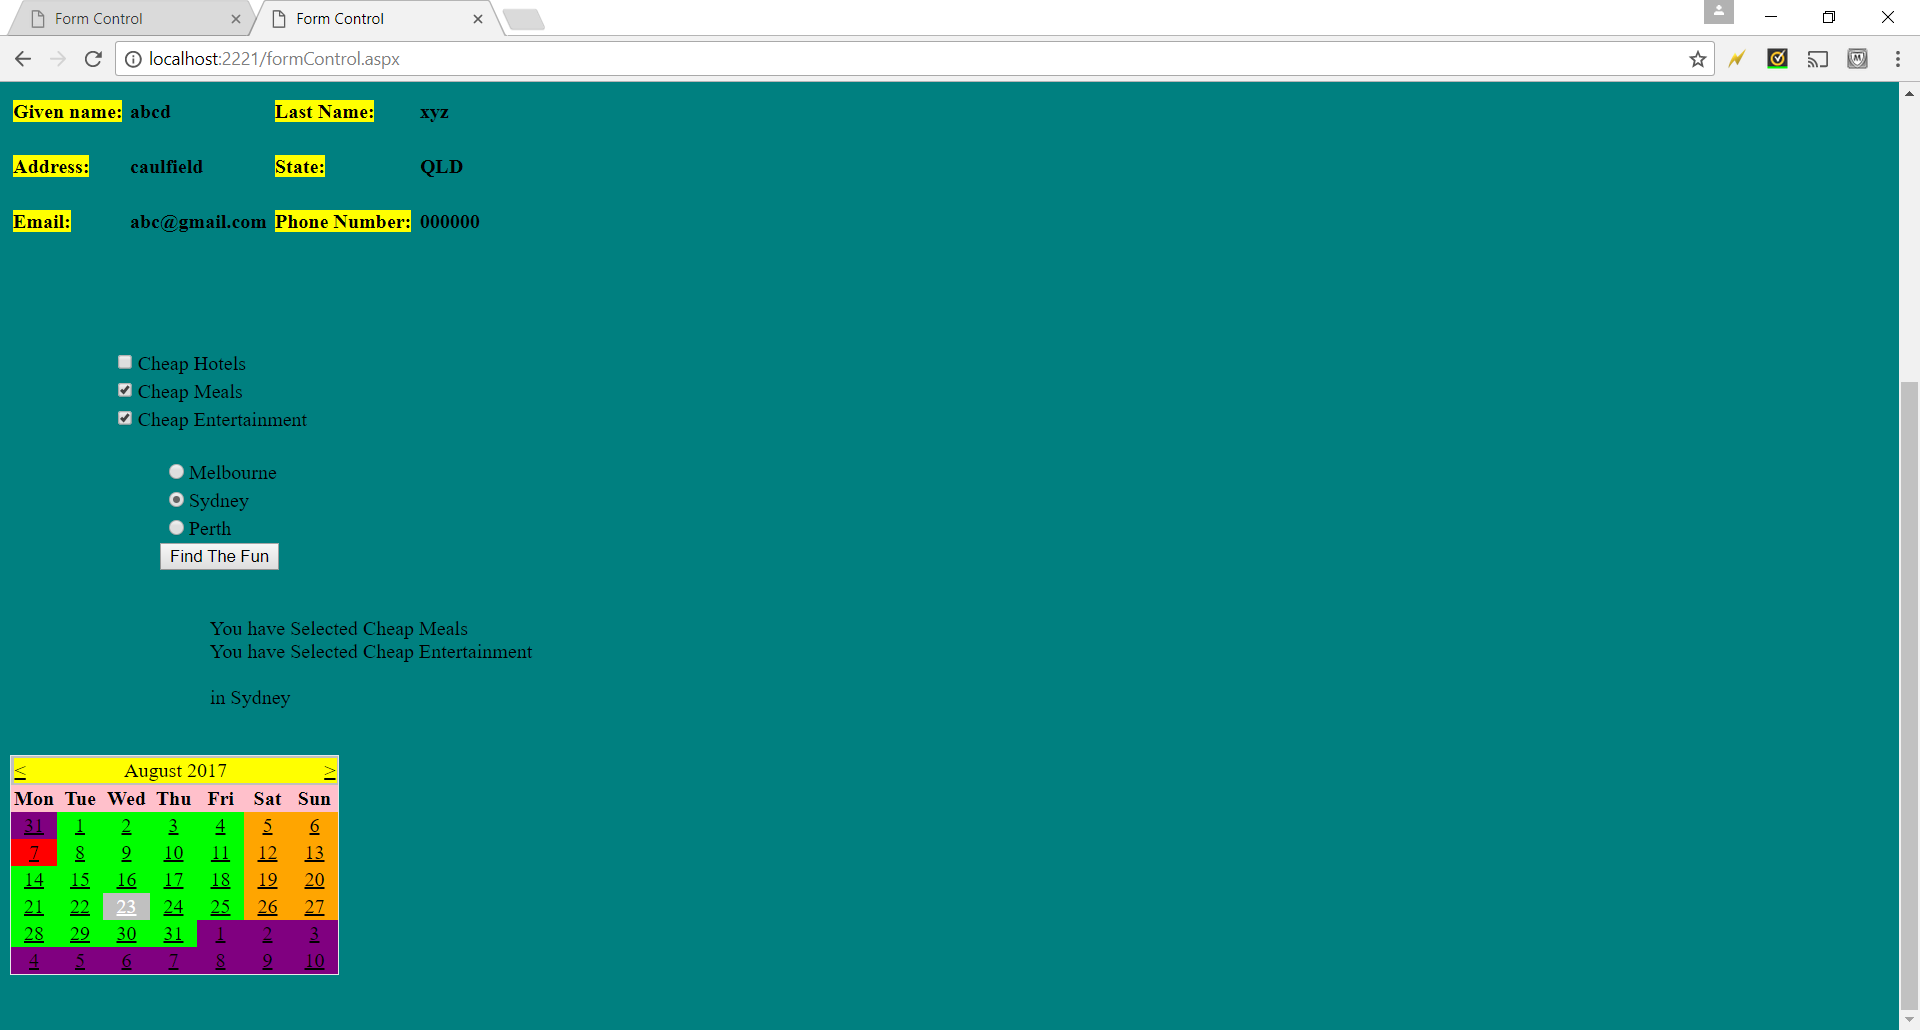 Form Control Form Control
localhost:2221/formControl.aspx
Given name: abcd Last Name: xyz
Address: caulfield State: QLD
Email: abc@gmail.com Phone Number: 000000
Cheap Hotels
Cheap Meals
Cheap Entertainment
Melbourne
Sydney
Perth
Find The Fun
You have Selected Cheap Meals
You have Selected Cheap Entertainment
in Sydney
< August 2017 >
Mon Tue Wed Thu Fri Sat Sun
31 1 2 3 4 5 6
7 8 9 10 11 12 13
14 15 16 17 18 19 20
21 22 23 24 25 26 27
28 29 30 31 1 2 3
4 5 6 7 8 9 10